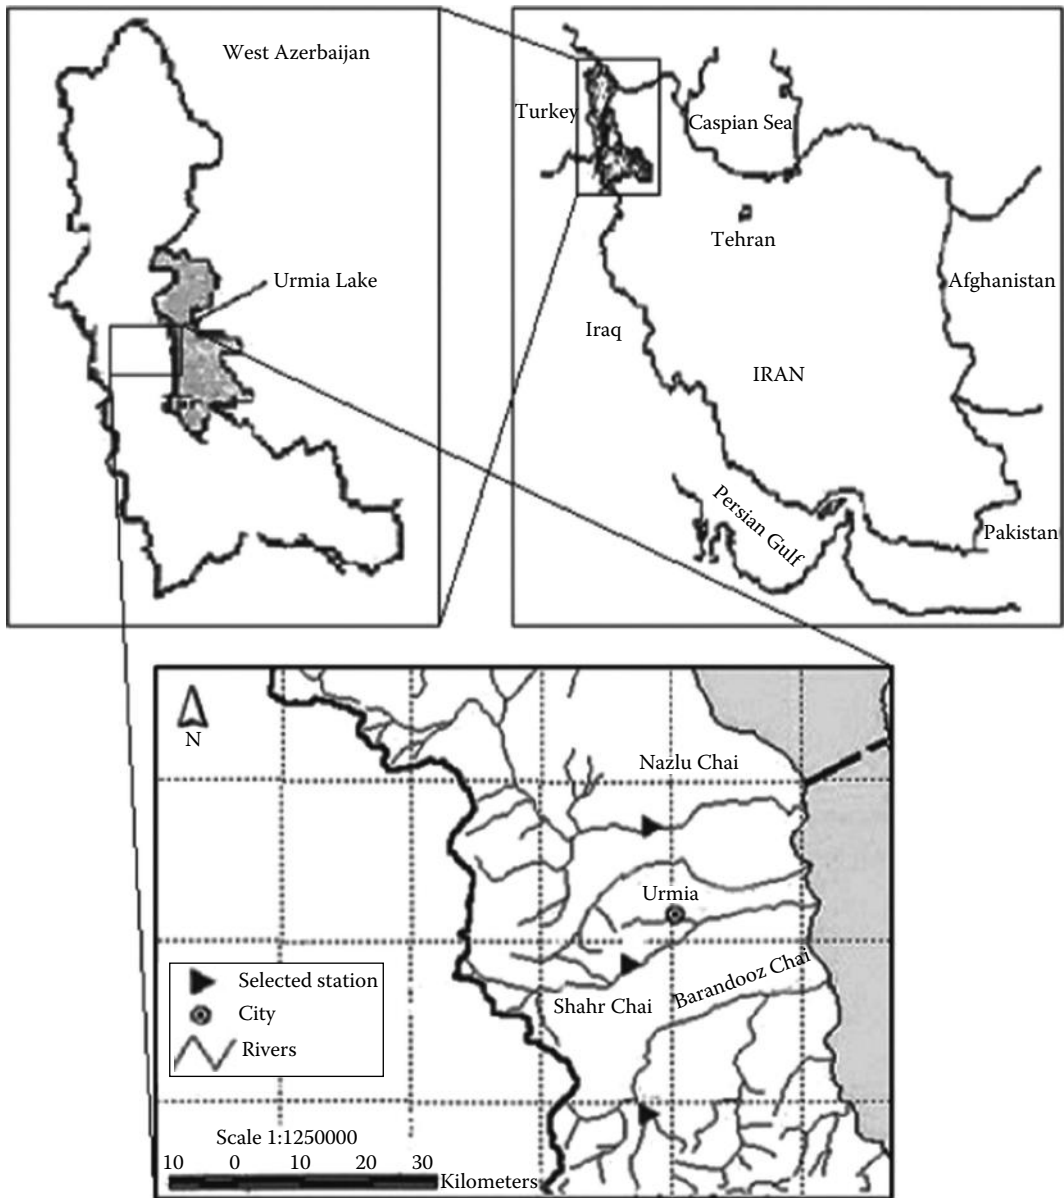 West Azerbaijan
Urmia Lake
Turkey
Caspian Sea
Tehran
Afghanistan
Iraq
IRAN
Persian Gulf
Pakistan
N
Nazlu Chai
Urmia
Barandooz Chai
Shahr Chai
Selected station
City
Rivers
Scale 1:1250000
10 0 10 20 30
Kilometers